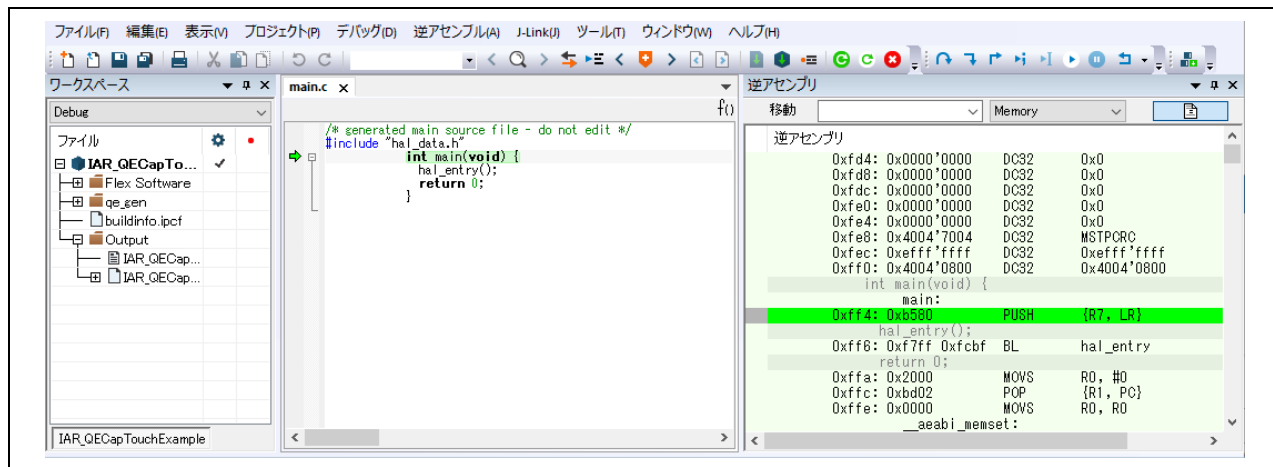 ファイル(F) 編集(E) 表示(V) プロジェクト(P) デバッグ(D) 逆アセンブル(A) J-Link(J) ツール(T) ウィンドウ(W) ヘルプ(H)
ワークスペース
Debug
ファイル
IAR_QECapTo...
Flex Software
qe_gen
buildinfo.ipcf
Output
IAR_QECap...
IAR_QECap...
IAR_QECapTouchExample
main.c
f()
/* generated main source file - do not edit */
#include "hal_data.h"
int main(void) {
hal_entry();
return 0;
}
逆アセンブリ
移動 Memory
逆アセンブリ
0xfd4: 0x0000'0000 DC32 0x0
0xfd8: 0x0000'0000 DC32 0x0
0xfdc: 0x0000'0000 DC32 0x0
0xfe0: 0x0000'0000 DC32 0x0
0xfe4: 0x0000'0000 DC32 0x0
0xfe8: 0x4004'7004 DC32 MSTPCRC
0xfec: 0xefff'ffff DC32 0xefff'ffff
0xff0: 0x4004'0800 DC32 0x4004'0800
int main(void) {
main:
0xff4: 0xb580 PUSH {R7, LR}
hal_entry();
0xff6: 0xf7ff 0xfcbf BL hal_entry
return 0;
0xffa: 0x2000 MOVS R0, #0
0xffc: 0xbd02 POP {R1, PC}
0xffe: 0x0000 MOVS R0, R0
__aeabi_memset: